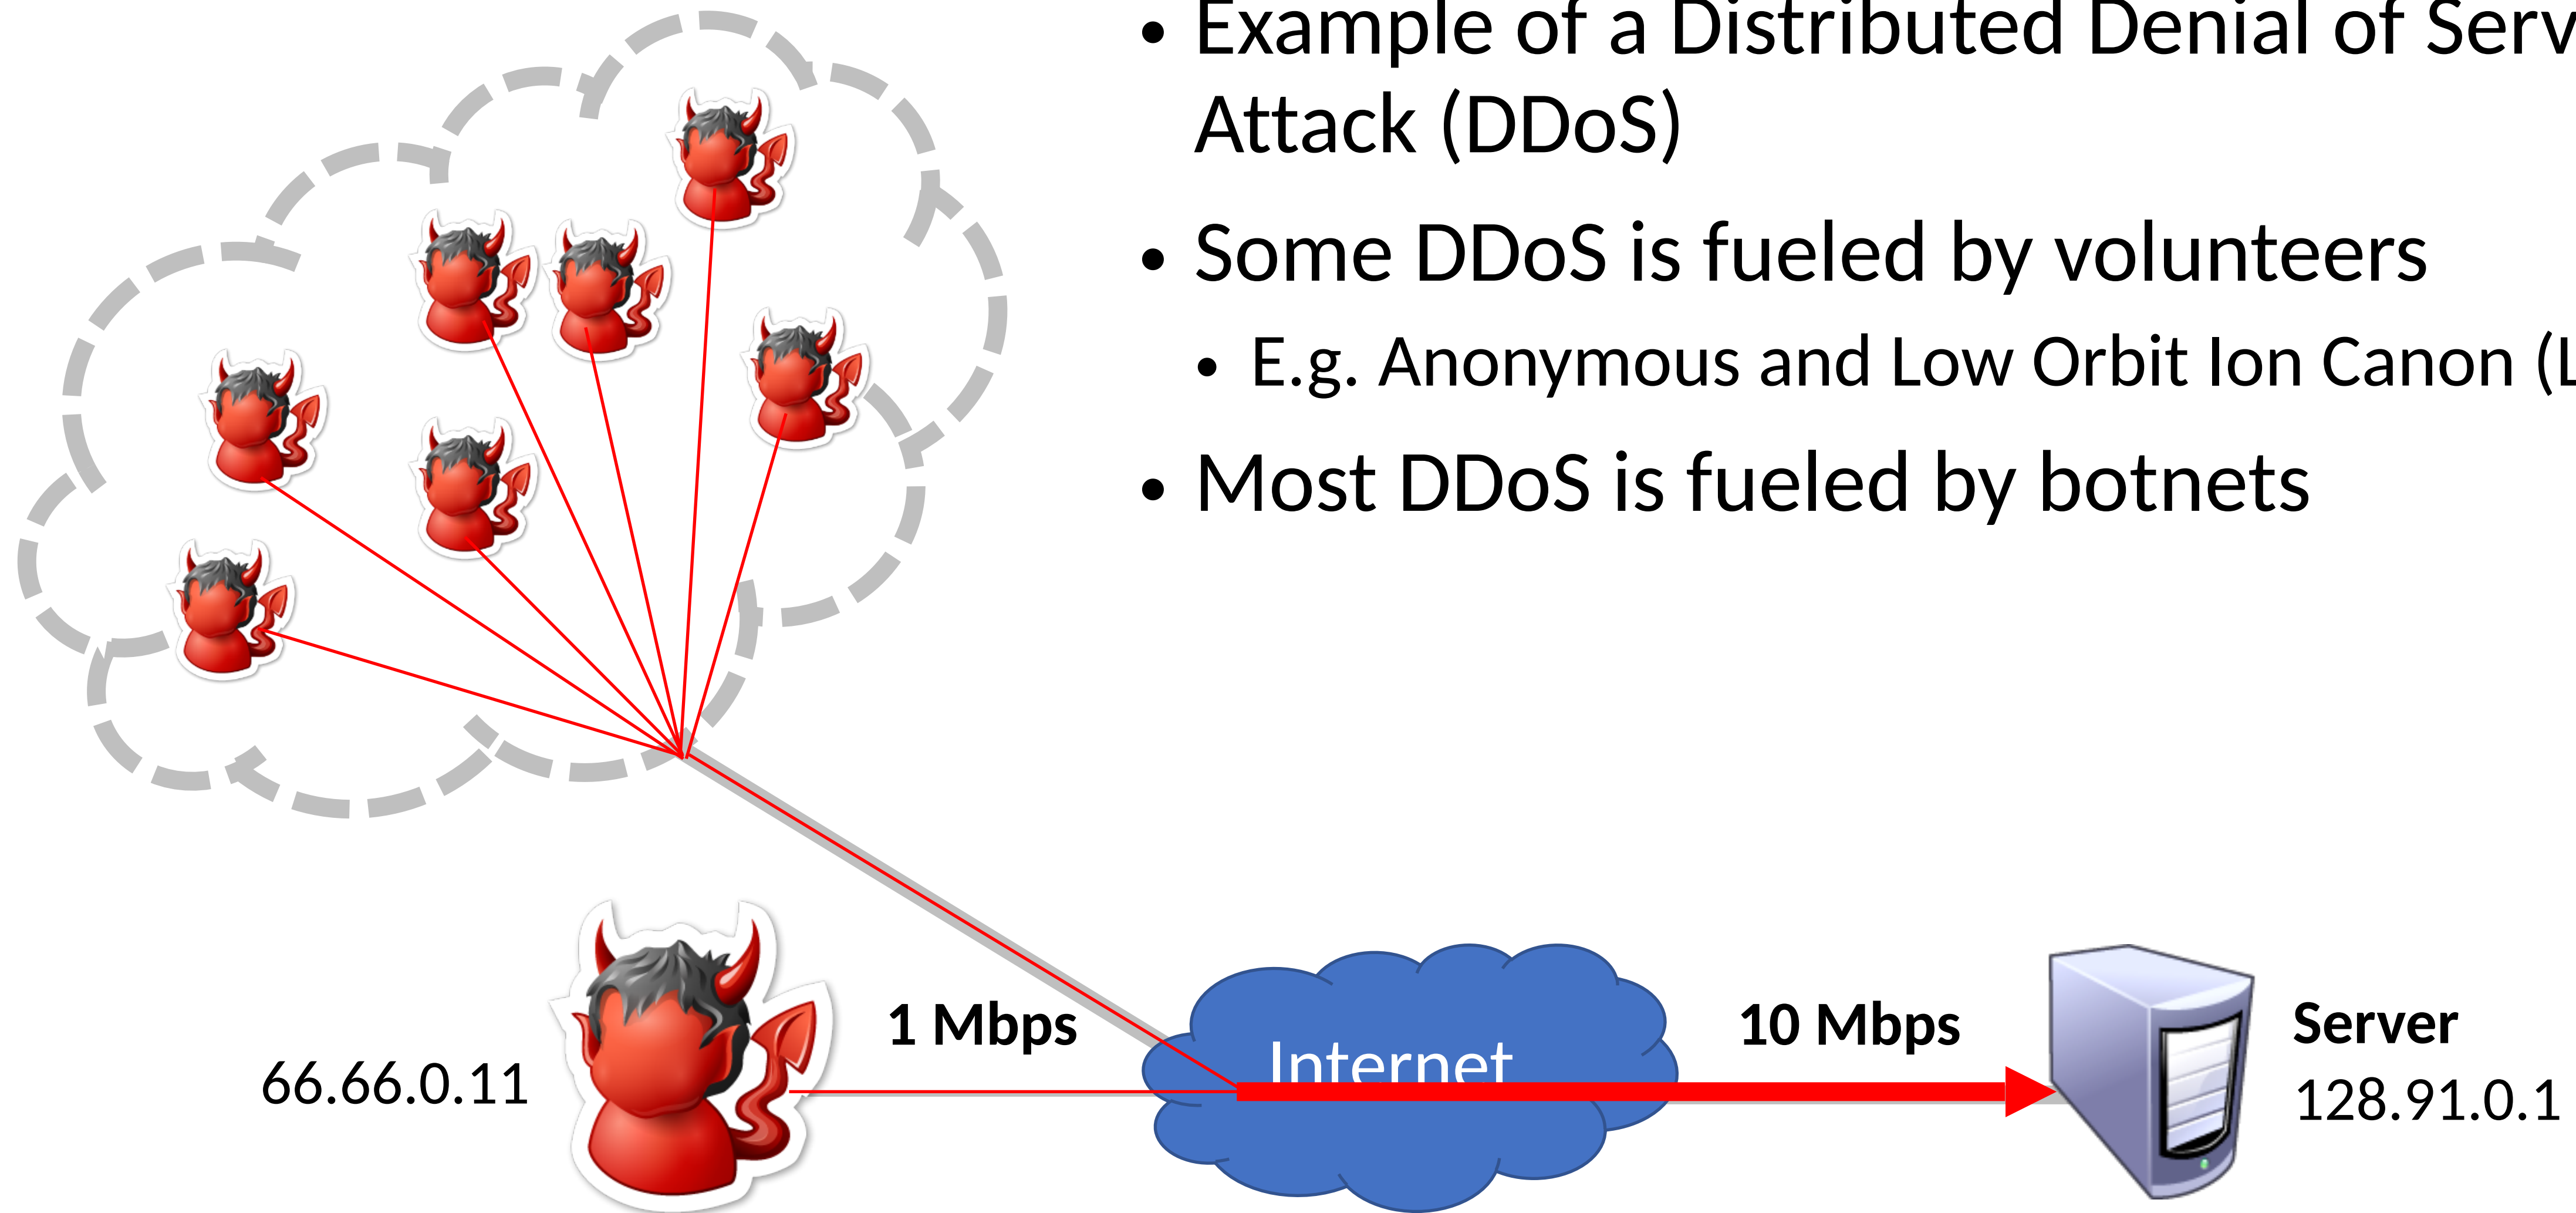 • Example of a Distributed Denial of Serv
Attack (DDoS)
• Some DDoS is fueled by volunteers
• E.g. Anonymous and Low Orbit Ion Canon (L
• Most DDoS is fueled by botnets
1 Mbps
10 Mbps
Server
Internet
66.66.0.11
128.91.0.1